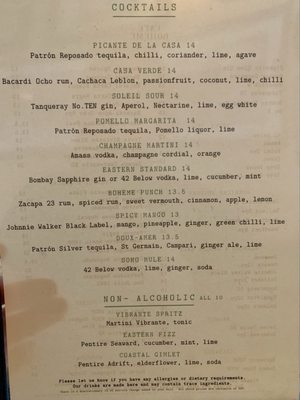 COCKTAILS
PICANTE DE LA CASA 14
Patrón Reposado tequila, chilli, coriander, lime, agave
CASA VERDE 14
Bacardi Ocho rum, Cachaca Leblon, passionfruit, coconut, lime, chilli
SOLEIL SOUR 14
Tanqueray No.TEN gin, Aperol, Nectarine, lime, egg white
POMELLO MARGARITA 14
Patrón Reposado tequila, Pomello liquor, lime
CHAMPAGNE MARTINI 14
Amass vodka, champagne cordial, orange
EASTERN STANDARD 14
Bombay Sapphire gin or 42 Below vodka, lime, cucumber, mint
BOHEME PUNCH 13.5
Zacapa 23 rum, spiced rum, sweet vermouth, cinnamon, apple, lemon
SPICY MANGO 13
Johnnie Walker Black Label, mango, pineapple, ginger, green chilli, lime
DOUX-AMER 13.5
Patrón Silver tequila, St Germain, Campari, ginger ale, lime
SOHO MULE 14
42 Below vodka, lime, ginger, soda
NON- ALCOHOLIC ALL 10
VIBRANTE SPRITZ
Martini Vibrante, tonic
EASTERN FIZZ
Pentire Seaward, cucumber, mint, lime
COASTAL GIMLET
Pentire Adrift, elderflower, lime, soda
Please let us know if you have any allergies or dietary requirements.
Our drinks are made here and may contain trace ingredients.